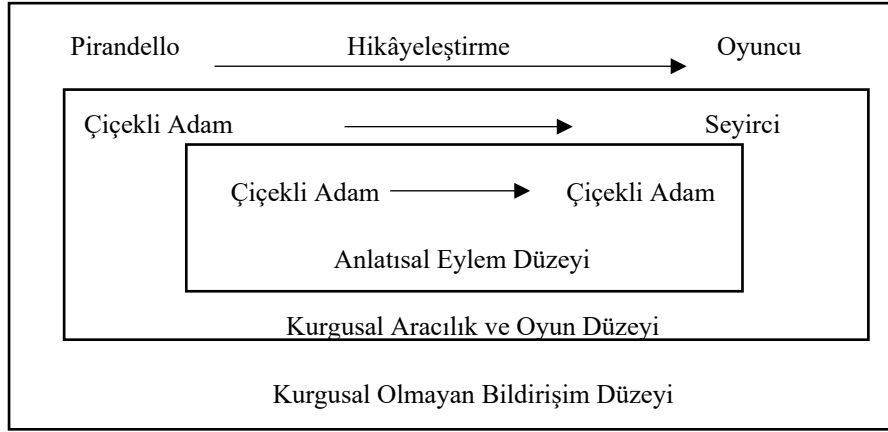 Pirandello Hikâyeleştirme Oyuncu
Çiçekli Adam Seyirci
Çiçekli Adam Çiçekli Adam
Anlatısal Eylem Düzeyi
Kurgusal Aracılık ve Oyun Düzeyi
Kurgusal Olmayan Bildirişim Düzeyi